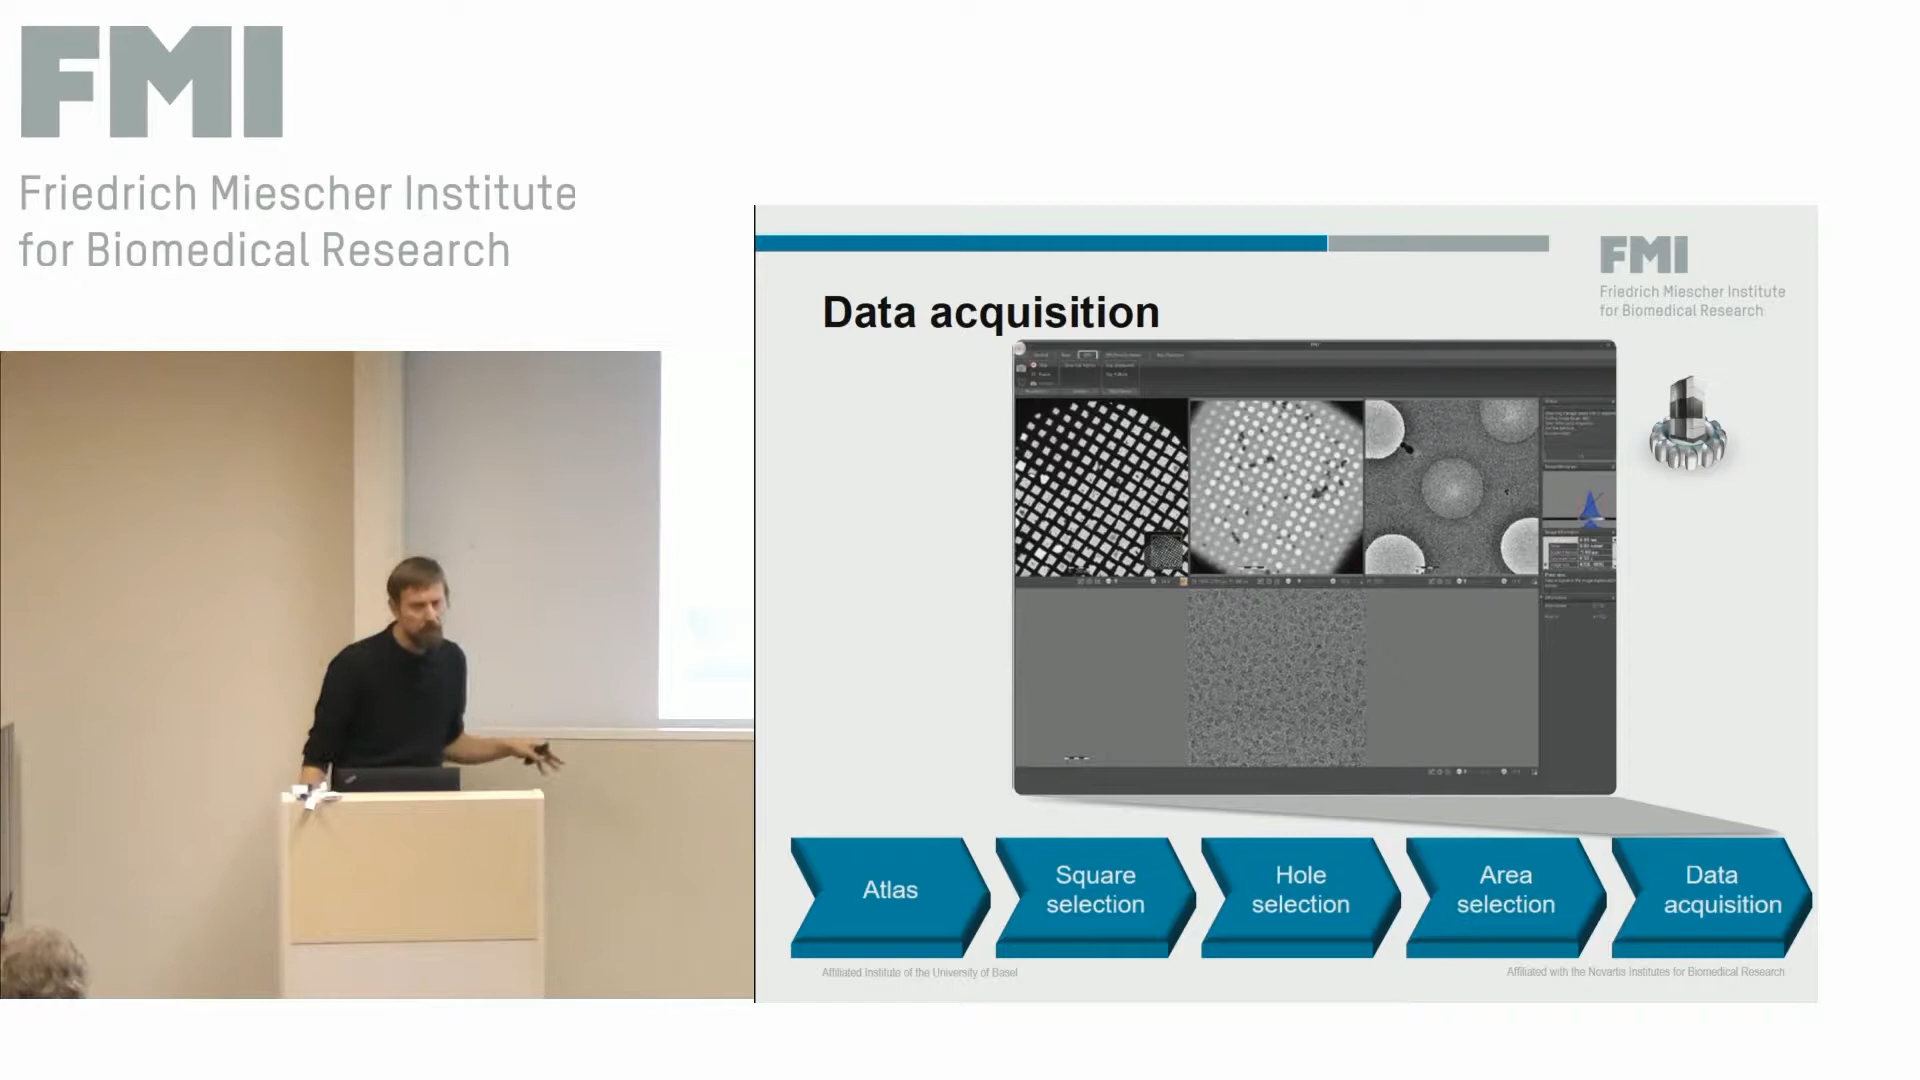 FMI
Friedrich Miescher Institute
for Biomedical Research
FMI
Friedrich Miescher Institute
for Biomedical Research
Data acquisition
Atlas
Square
selection
Hole
selection
Area
selection
Data
acquisition
Affiliated Institute of the University of Basel
Affiliated with the Novartis Institutes for Biomedical Research